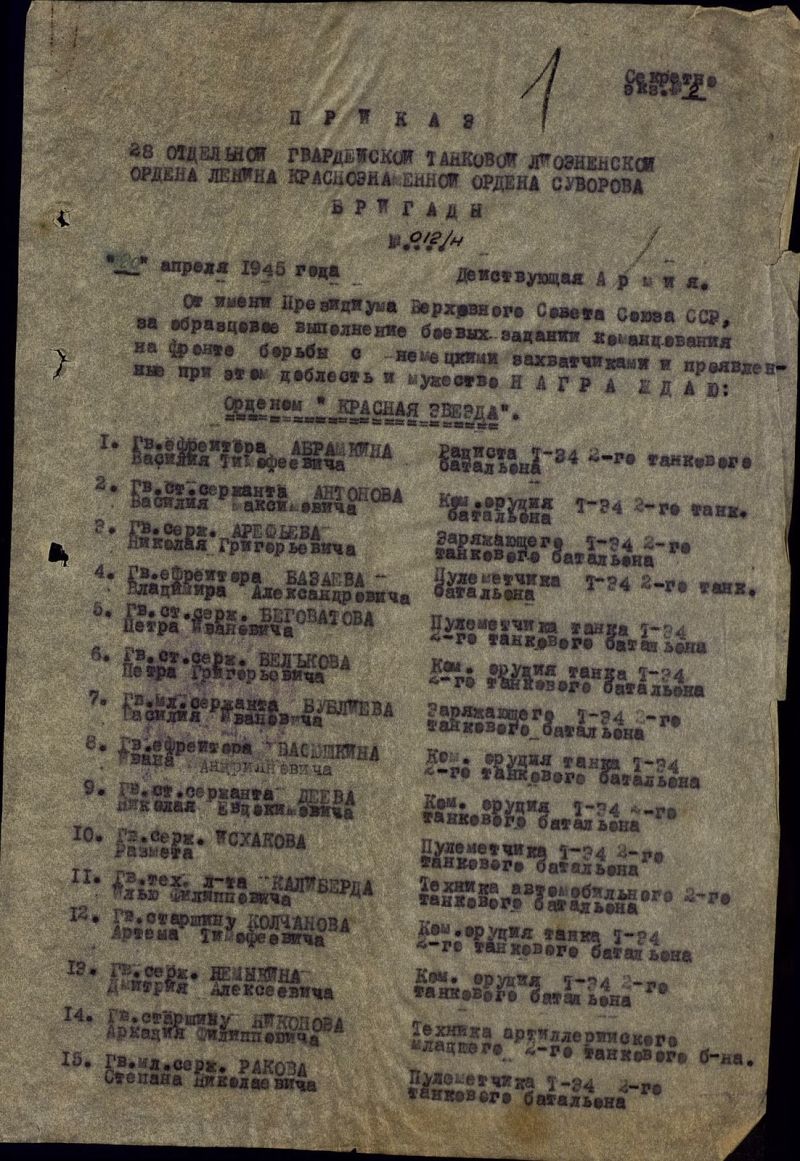 1
Секретно
экз.№ 2
П Р И К А З
28 ОТДЕЛЬНОЙ ГВАРДЕЙСКОЙ ТАНКОВОЙ ЛИОЗНЕНСКОЙ
ОРДЕНА ЛЕНИНА КРАСНОЗНАМЕННОЙ ОРДЕНА СУВОРОВА
Б Р И Г А Д Ы
№ 012/н
"20" апреля 1945 года Действующая А р м и я.
От имени Президиума Верховного Совета Союза ССР,
за образцовое выполнение боевых заданий командования
на фронте борьбы с немецкими захватчиками и проявлен-
ные при этом доблесть и мужество Н А Г Р А Ж Д А Ю:
Орденом " КРАСНАЯ ЗВЕЗДА".
1. Гв.ефрейтора АБРАМКИНА Радиста Т-34 2-го танкового
Василия Тимофеевича батальона
2. Гв.ст.сержанта АНТОНОВА Ком.орудия Т-34 2-го танк.
Василия Максимовича батальона
3. Гв.серж. АРЕФЬЕВА Заряжающего Т-34 2-го
Николая Григорьевича танкового батальона
4. Гв.ефрейтора БАЗАЕВА Пулеметчика Т-34 2-го танк.
Владимира Александровича батальона
5. Гв.ст.серж. БЕГОВАТОВА Пулеметчика танка Т-34
Петра Ивановича 2-го танкового батальона
6. Гв.ст.серж. БЕЛЬКОВА Ком. орудия танка Т-34
Петра Григорьевича 2-го танкового батальона
7. Гв.мл.сержанта БУБЛИЕВА Заряжающего Т-34 2-го
Василия Ивановича танкового батальона
8. Гв.ефрейтора ВАСЮШКИНА Ком. орудия танка Т-34
Ивана Андрияновича 2-го танкового батальона
9. Гв.ст.сержанта ДЕЕВА Ком. орудия Т-34 2-го
Николая Евдокимовича танкового батальона
10. Гв.серж. ИСХАКОВА Пулеметчика Т-34 2-го
Размета танкового батальона
11. Гв.тех. л-та КАЛИБЕРДА Техника автомобильного 2-го
Илью Филипповича танкового батальона
12. Гв.старшину КОЛЧАНОВА Ком.орудия танка Т-34
Артема Тимофеевича 2-го танкового батальона
13. Гв.серж. НЕМЫКИНА Ком. орудия Т-34 2-го
Дмитрия Алексеевича танкового батальона
14. Гв.старшину НИКОНОВА Техника артиллерийского
Аркадия Филипповича младшего 2-го танкового б-на.
15. Гв.мл.серж. РАКОВА Пулеметчика Т-34 2-го
Степана Николаевича танкового батальона